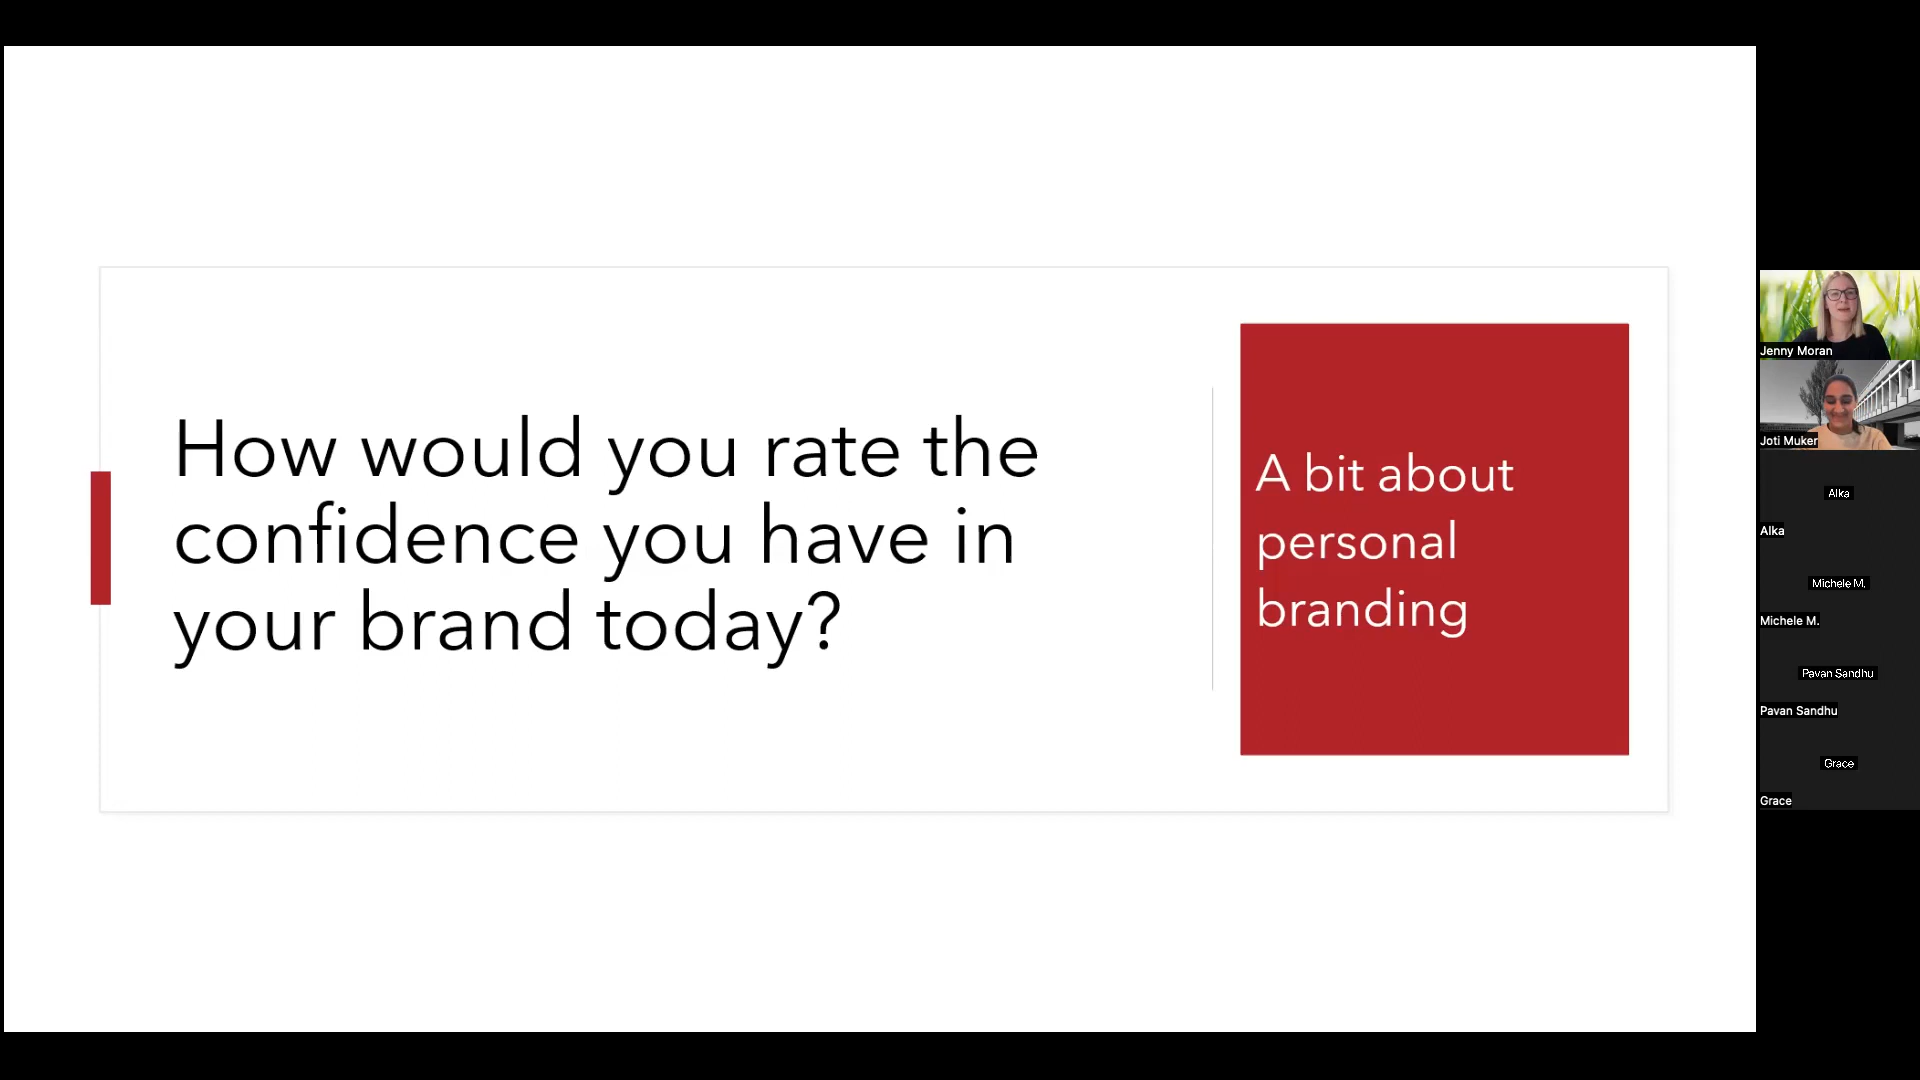 How would you rate the
confidence you have in
your brand today?
A bit about
personal
branding
Jenny Moran
Joti Muker
Alka
Alka
Michele M.
Michele M.
Pavan Sandhu
Pavan Sandhu
Grace
Grace